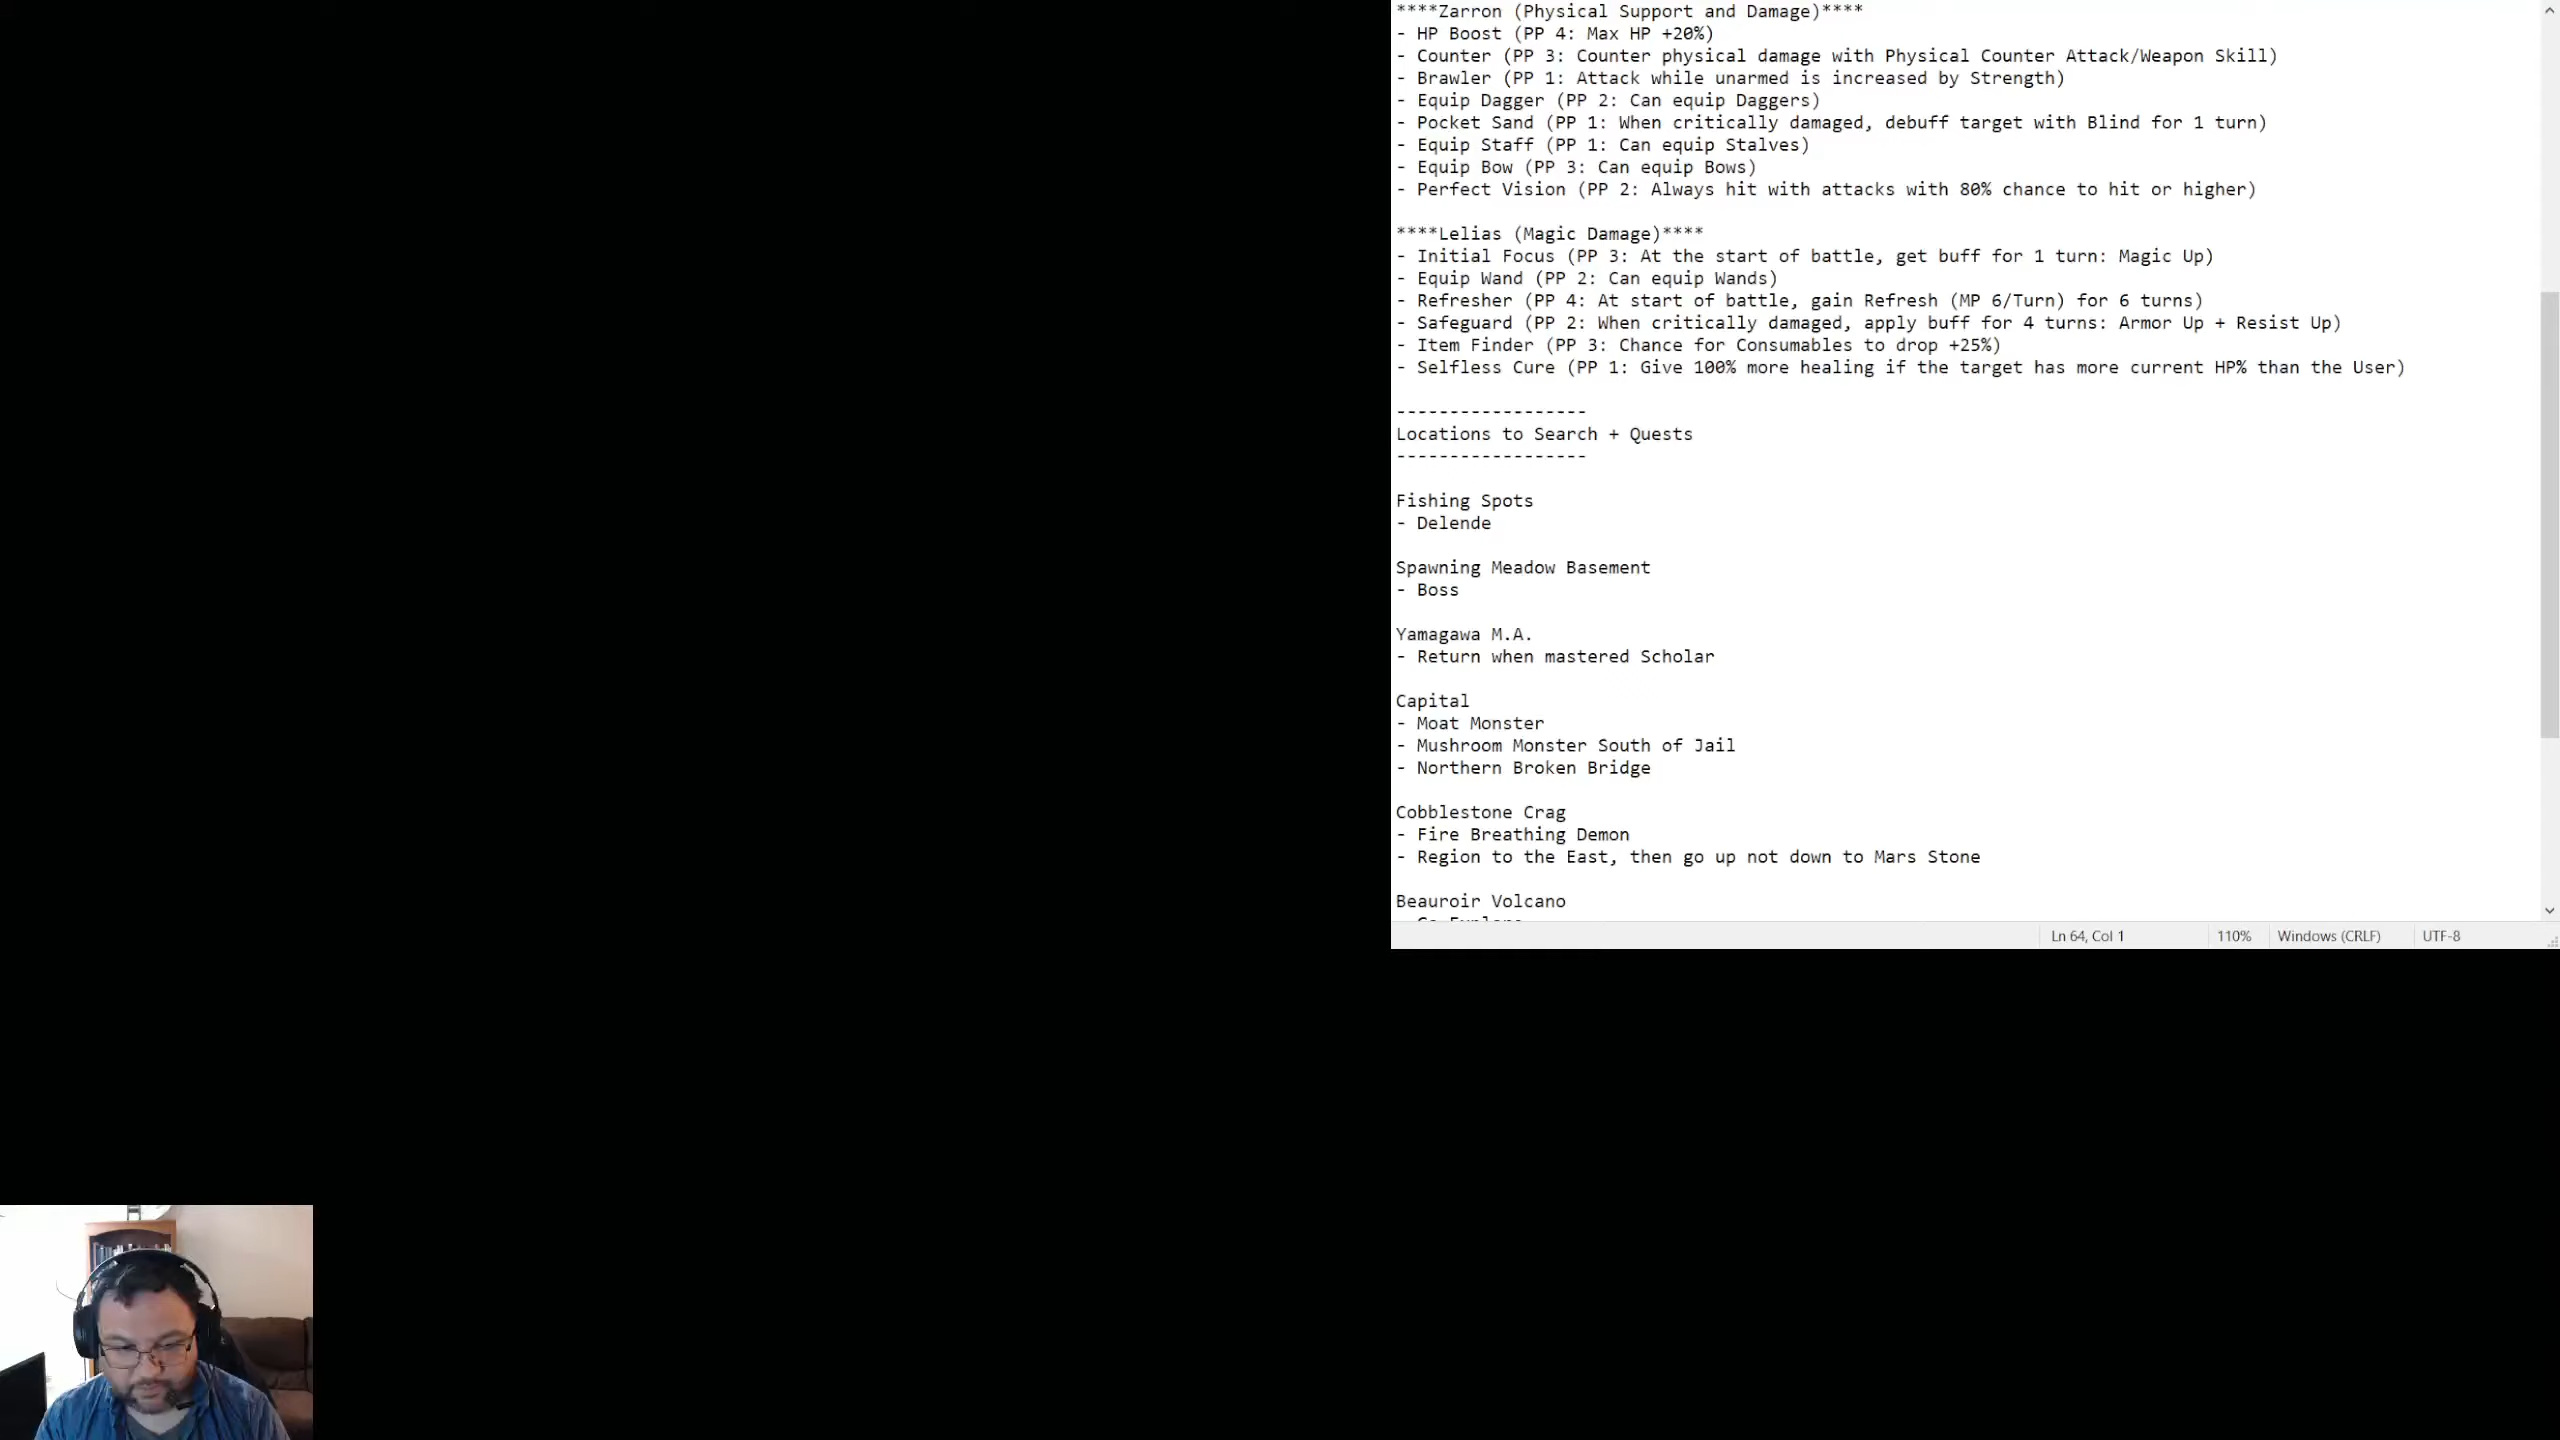 ****Zarron (Physical Support and Damage)****
- HP Boost (PP 4: Max HP +20%)
- Counter (PP 3: Counter physical damage with Physical Counter Attack/Weapon Skill)
- Brawler (PP 1: Attack while unarmed is increased by Strength)
- Equip Dagger (PP 2: Can equip Daggers)
- Pocket Sand (PP 1: When critically damaged, debuff target with Blind for 1 turn)
- Equip Staff (PP 1: Can equip Stalves)
- Equip Bow (PP 3: Can equip Bows)
- Perfect Vision (PP 2: Always hit with attacks with 80% chance to hit or higher)
****Lelias (Magic Damage)****
- Initial Focus (PP 3: At the start of battle, get buff for 1 turn: Magic Up)
- Equip Wand (PP 2: Can equip Wands)
- Refresher (PP 4: At start of battle, gain Refresh (MP 6/Turn) for 6 turns)
- Safeguard (PP 2: When critically damaged, apply buff for 4 turns: Armor Up + Resist Up)
- Item Finder (PP 3: Chance for Consumables to drop +25%)
- Selfless Cure (PP 1: Give 100% more healing if the target has more current HP% than the User)
------------------
Locations to Search + Quests
------------------
Fishing Spots
- Delende
Spawning Meadow Basement
- Boss
Yamagawa M.A.
- Return when mastered Scholar
Capital
- Moat Monster
- Mushroom Monster South of Jail
- Northern Broken Bridge
Cobblestone Crag
- Fire Breathing Demon
- Region to the East, then go up not down to Mars Stone
Beauroir Volcano
Ln 64, Col 1 110% Windows (CRLF) UTF-8